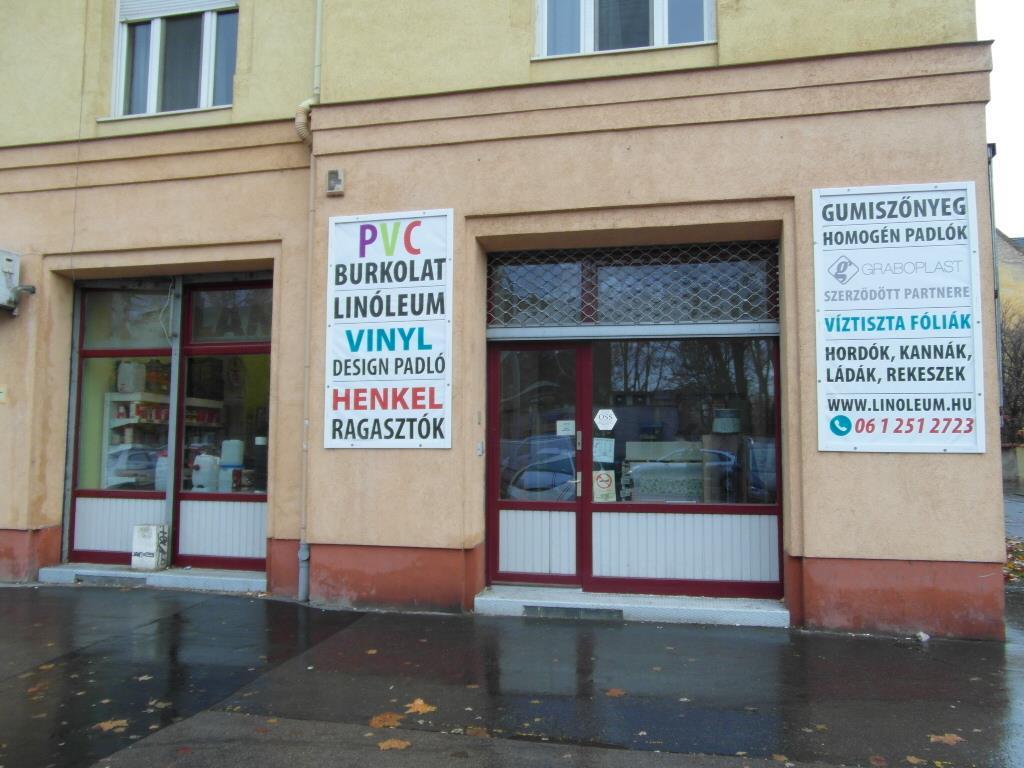 PVC
BURKOLAT
LINÓLEUM
VINYL
DESIGN PADLÓ
HENKEL
RAGASZTÓK
GUMISZŐNYEG
HOMOGÉN PADLÓK
g GRABOPLAST
SZERZŐDÖTT PARTNERE
VÍZTISZTA FÓLIÁK
HORDÓK, KANNÁK,
LÁDÁK, REKESZEK
WWW.LINOLEUM.HU
06 1 251 2723
OSS